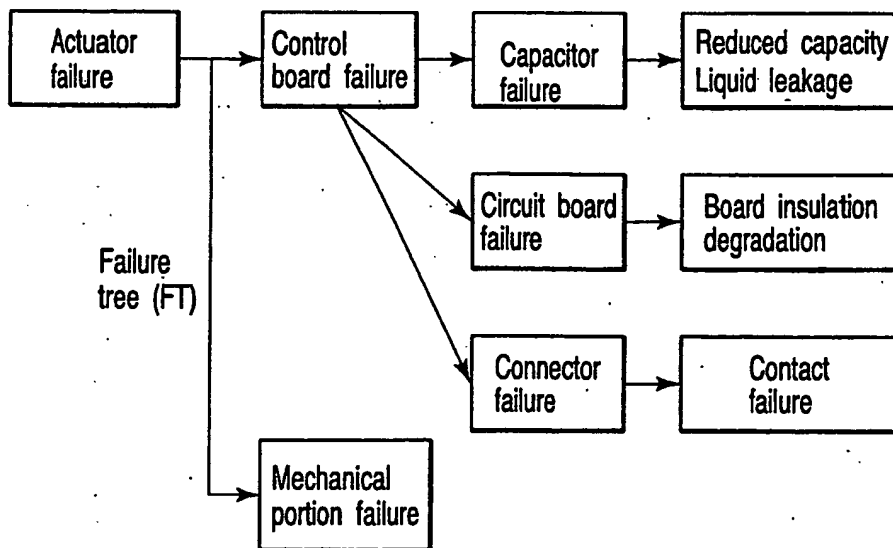 Actuator
failure
Control
board failure
Capacitor
failure
Reduced capacity
Liquid leakage
Circuit board
failure
Board insulation
degradation
Failure
tree (FT)
Connector
failure
Contact
failure
Mechanical
portion failure